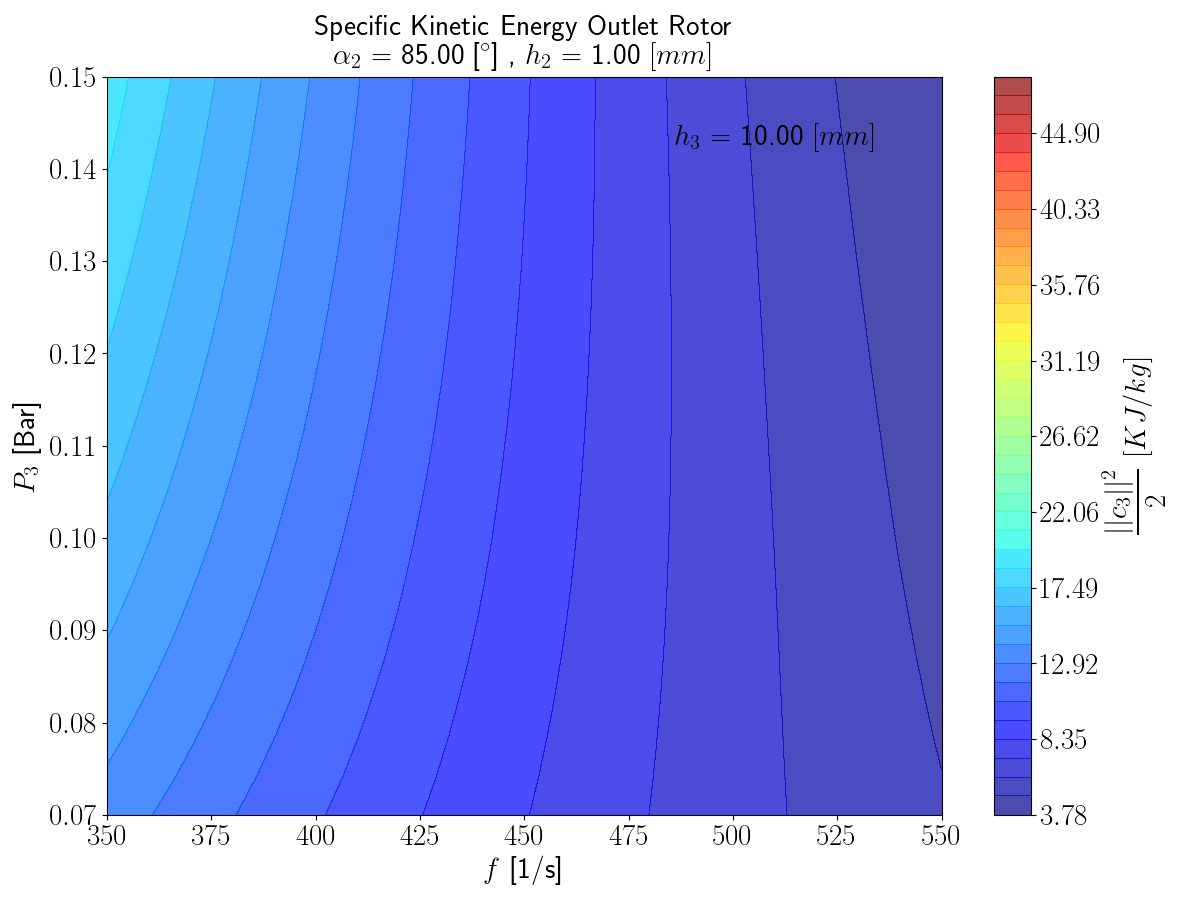 Specific Kinetic Energy Outlet Rotor
α₂ = 85.00 [°] , h₂ = 1.00 [mm]
h₃ = 10.00 [mm]
0.15
0.14
0.13
0.12
0.11
0.10
0.09
0.08
0.07
P₃ [Bar]
350 375 400 425 450 475 500 525 550
f [1/s]
44.90
40.33
35.76
31.19
26.62
22.06
17.49
12.92
8.35
3.78
||c₃||²/2 [KJ/kg]